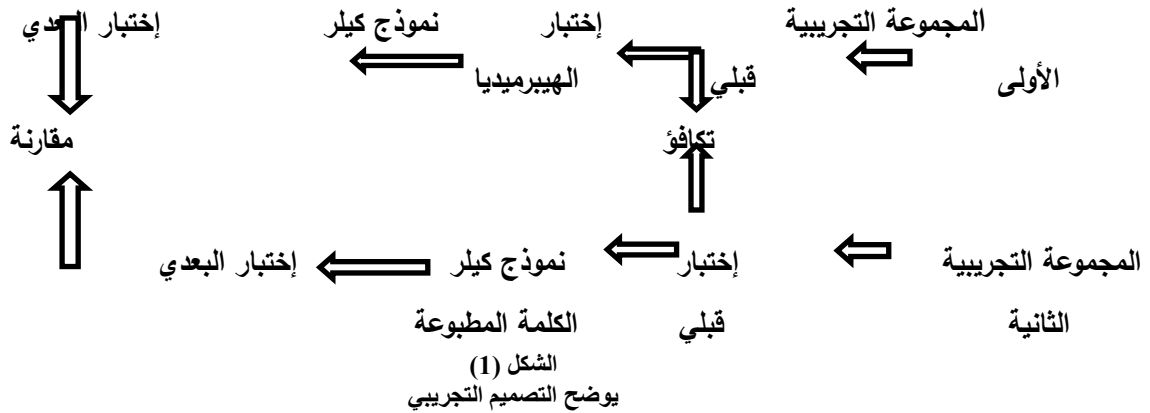 المجموعة التجريبية إختبار نموذج كيلر إختبار البعدي
الأولى قبلي الهيبرميديا
تكافؤ مقارنة
المجموعة التجريبية إختبار نموذج كيلر إختبار البعدي
الثانية قبلي الكلمة المطبوعة
الشكل (1)
يوضح التصميم التجريبي